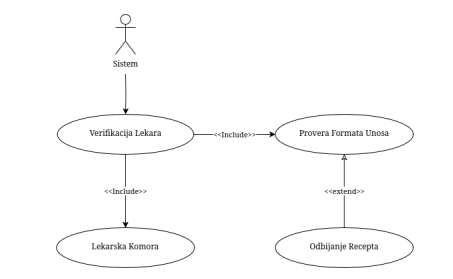 Sistem
Verifikacija Lekara
<<Include>>
Provera Formata Unosa
<<Include>>
<<extend>>
Lekarska Komora
Odbijanje Recepta